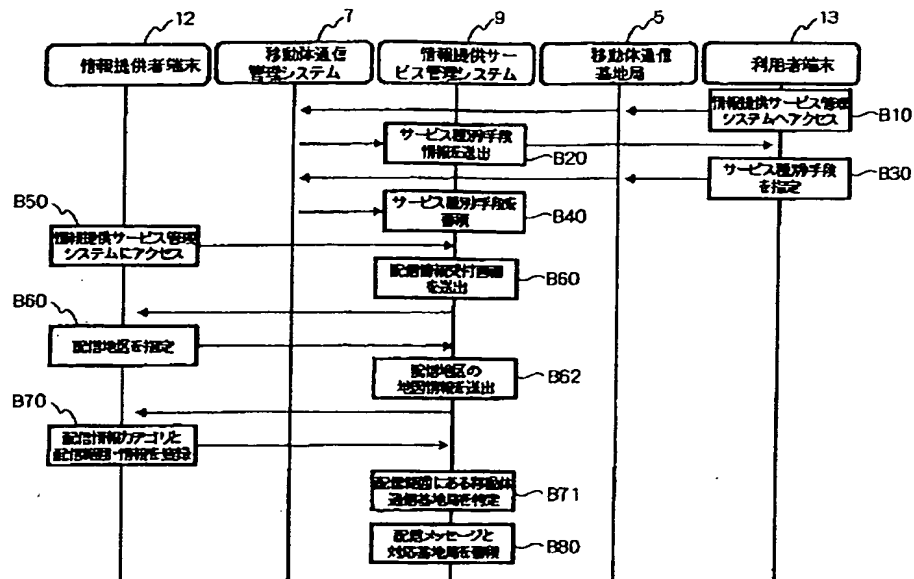 12
7
9
5
13
情報提供者端末
移動体通信
管理システム
情報提供サー
ビス管理システム
移動体通信
基地局
利用者端末
情報提供サービス管理
システムへアクセス
B10
サービス種別手段
情報を送出
B20
サービス種別手段
を指定
B30
サービス種別手段を
蓄積
B40
B50
情報提供サービス管理
システムにアクセス
配信情報受付画面
を送出
B60
B60
配信地区を指定
配信地区の
地図情報を送出
B62
B70
配信情報カテゴリと
配信範囲・情報を登録
配信範囲にある移動体
通信基地局を判定
B71
配信メッセージと
対応基地局を蓄積
B80